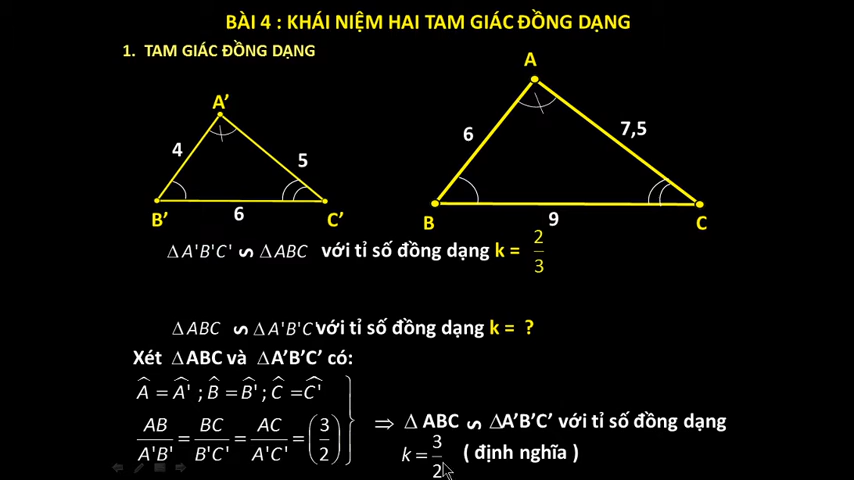 BÀI 4 : KHÁI NIỆM HAI TAM GIÁC ĐỒNG DẠNG
1. TAM GIÁC ĐỒNG DẠNG
A
A'
6
7,5
4
5
6
B'
C'
B
9
C
ΔA'B'C' ∽ ΔABC với tỉ số đồng dạng k = 2/3
ΔABC ∽ ΔA'B'C' với tỉ số đồng dạng k = ?
Xét ΔABC và ΔA'B'C' có:
Â = Â' ; B̂ = B̂' ; Ĉ = Ĉ'
AB/A'B' = BC/B'C' = AC/A'C' = (3/2)
⇒ Δ ABC ∽ ΔA'B'C' với tỉ số đồng dạng
k = 3/2 ( định nghĩa )